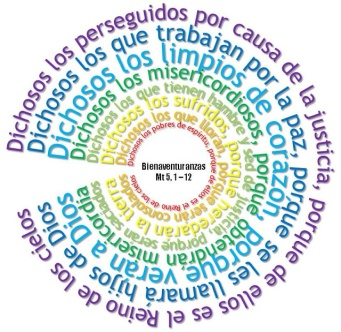 Dichosos los perseguidos por causa de la justicia, porque de ellos es el Reino de los cielos
Dichosos los que trabajan por la paz porque se les llamará hijos de Dios
Dichosos los limpios de corazón porque verán a Dios
Dichosos los misericordiosos, porque obtendrán misericordia
Dichosos los que tienen hambre y sed de justicia, porque serán saciados
Dichosos los sufridos, porque heredarán la tierra
Dichosos los que lloran, porque serán consolados
Dichosos los pobres de espíritu, porque de ellos es el Reino de los cielos
Bienaventuranzas
Mt 5, 1-12